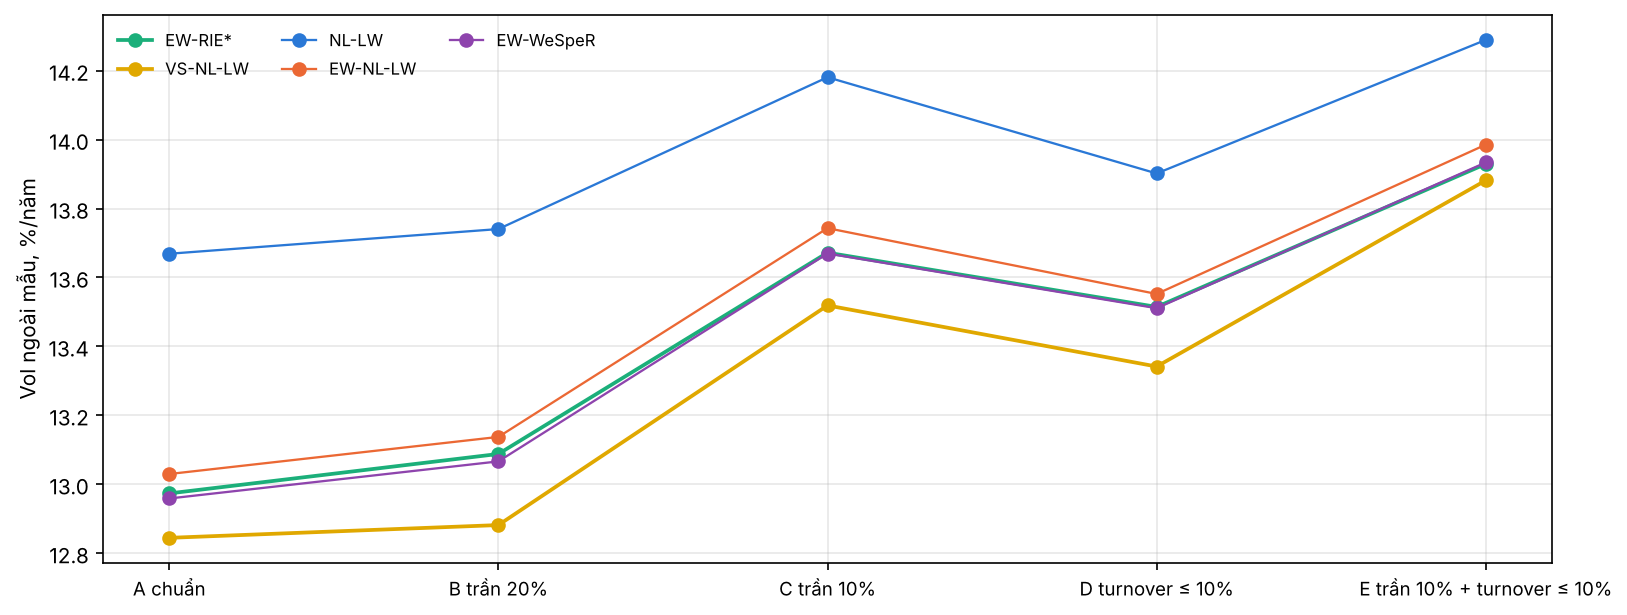 EW-RIE*
VS-NL-LW
NL-LW
EW-NL-LW
EW-WeSpeR
Vol ngoài mẫu, %/năm
14.2
14.0
13.8
13.6
13.4
13.2
13.0
12.8
A chuẩn
B trần 20%
C trần 10%
D turnover ≤ 10%
E trần 10% + turnover ≤ 10%